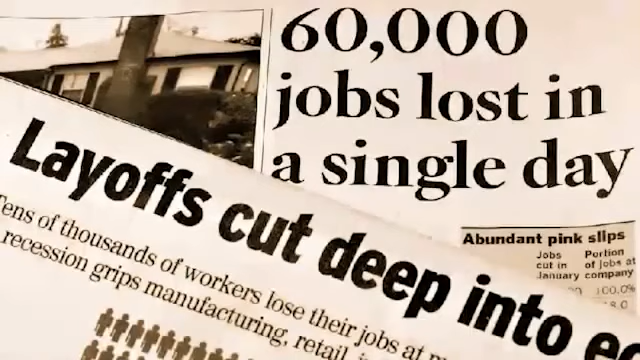 60,000
jobs lost in
a single day
Layoffs cut deep into
Tens of thousands of workers lose their jobs at
recession grips manufacturing, retail,
Abundant pink slips
Jobs Portion
cut in of jobs at
January company
100.0%